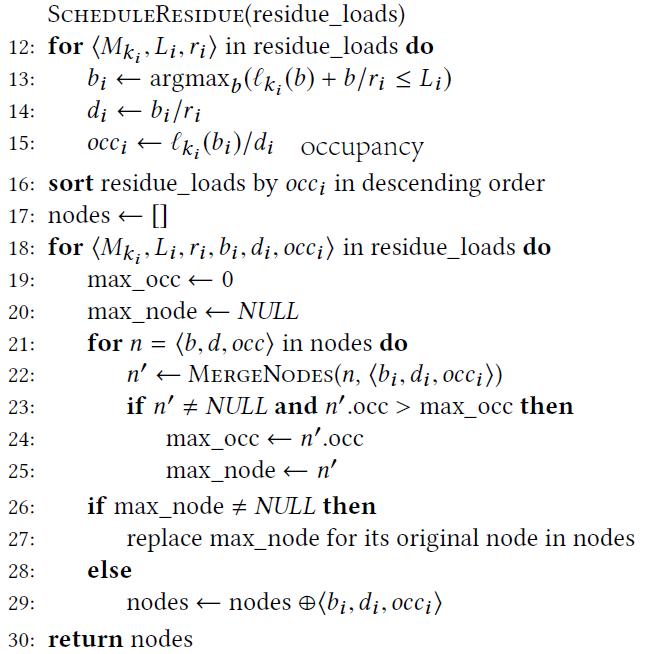 SCHEDULERESIDUE(residue_loads)
12: for ⟨M_{k_i}, L_i, r_i⟩ in residue_loads do
13: b_i ← argmax_b(ℓ_{k_i}(b) + b/r_i ≤ L_i)
14: d_i ← b_i/r_i
15: occ_i ← ℓ_{k_i}(b_i)/d_i occupancy
16: sort residue_loads by occ_i in descending order
17: nodes ← []
18: for ⟨M_{k_i}, L_i, r_i, b_i, d_i, occ_i⟩ in residue_loads do
19: max_occ ← 0
20: max_node ← NULL
21: for n = ⟨b, d, occ⟩ in nodes do
22: n′ ← MERGENODES(n, ⟨b_i, d_i, occ_i⟩)
23: if n′ ≠ NULL and n′.occ > max_occ then
24: max_occ ← n′.occ
25: max_node ← n′
26: if max_node ≠ NULL then
27: replace max_node for its original node in nodes
28: else
29: nodes ← nodes ⊕⟨b_i, d_i, occ_i⟩
30: return nodes